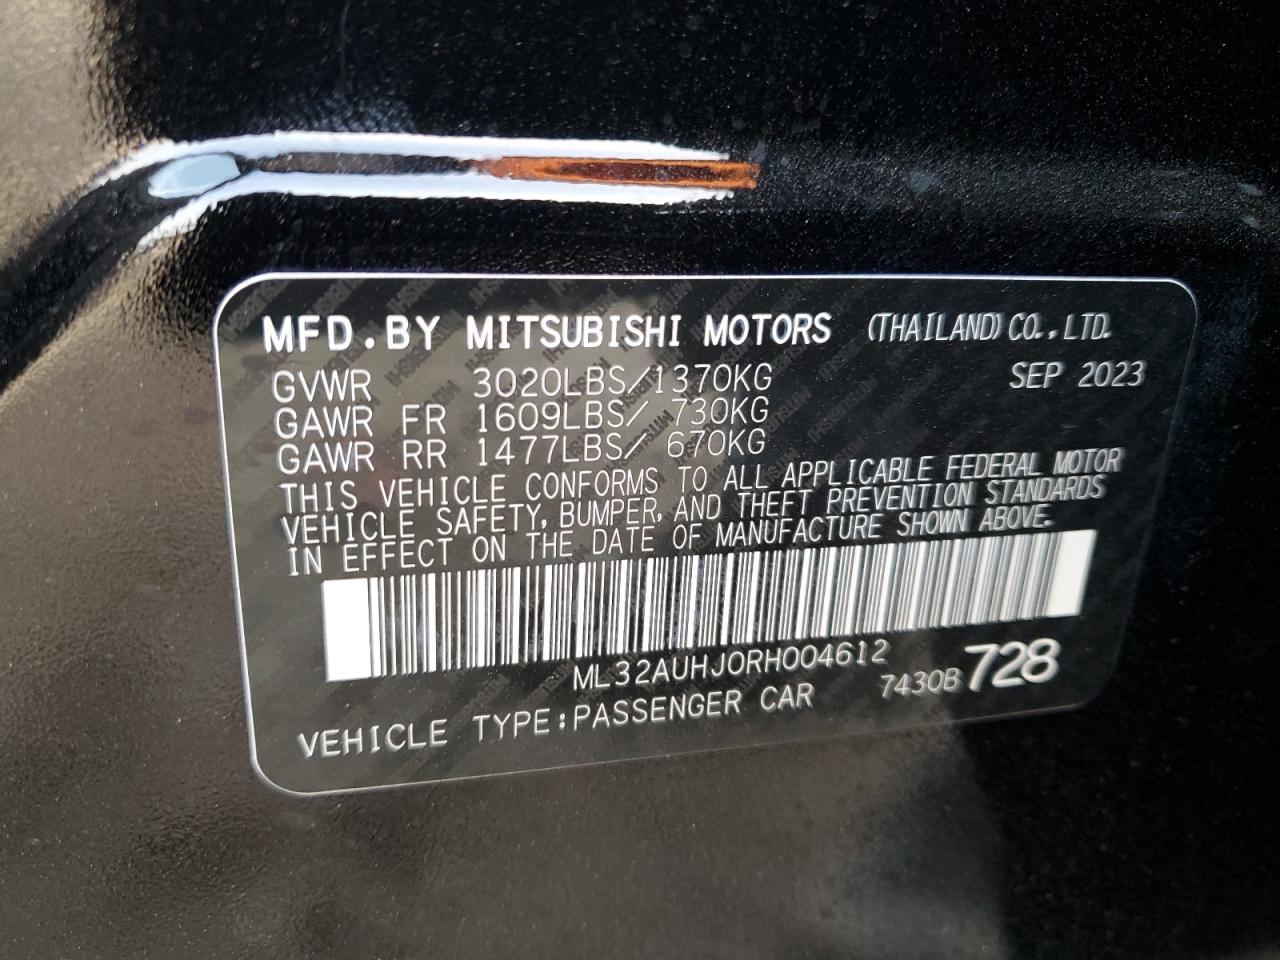 MFD.BY MITSUBISHI MOTORS (THAILAND) CO.,LTD.
GVWR 3020LBS/1370KG SEP 2023
GAWR FR 1609LBS/ 730KG
GAWR RR 1477LBS/ 670KG
THIS VEHICLE CONFORMS TO ALL APPLICABLE FEDERAL MOTOR
VEHICLE SAFETY, BUMPER, AND THEFT PREVENTION STANDARDS
IN EFFECT ON THE DATE OF MANUFACTURE SHOWN ABOVE.
ML32AUHJ0RH004612
7430B 728
VEHICLE TYPE:PASSENGER CAR